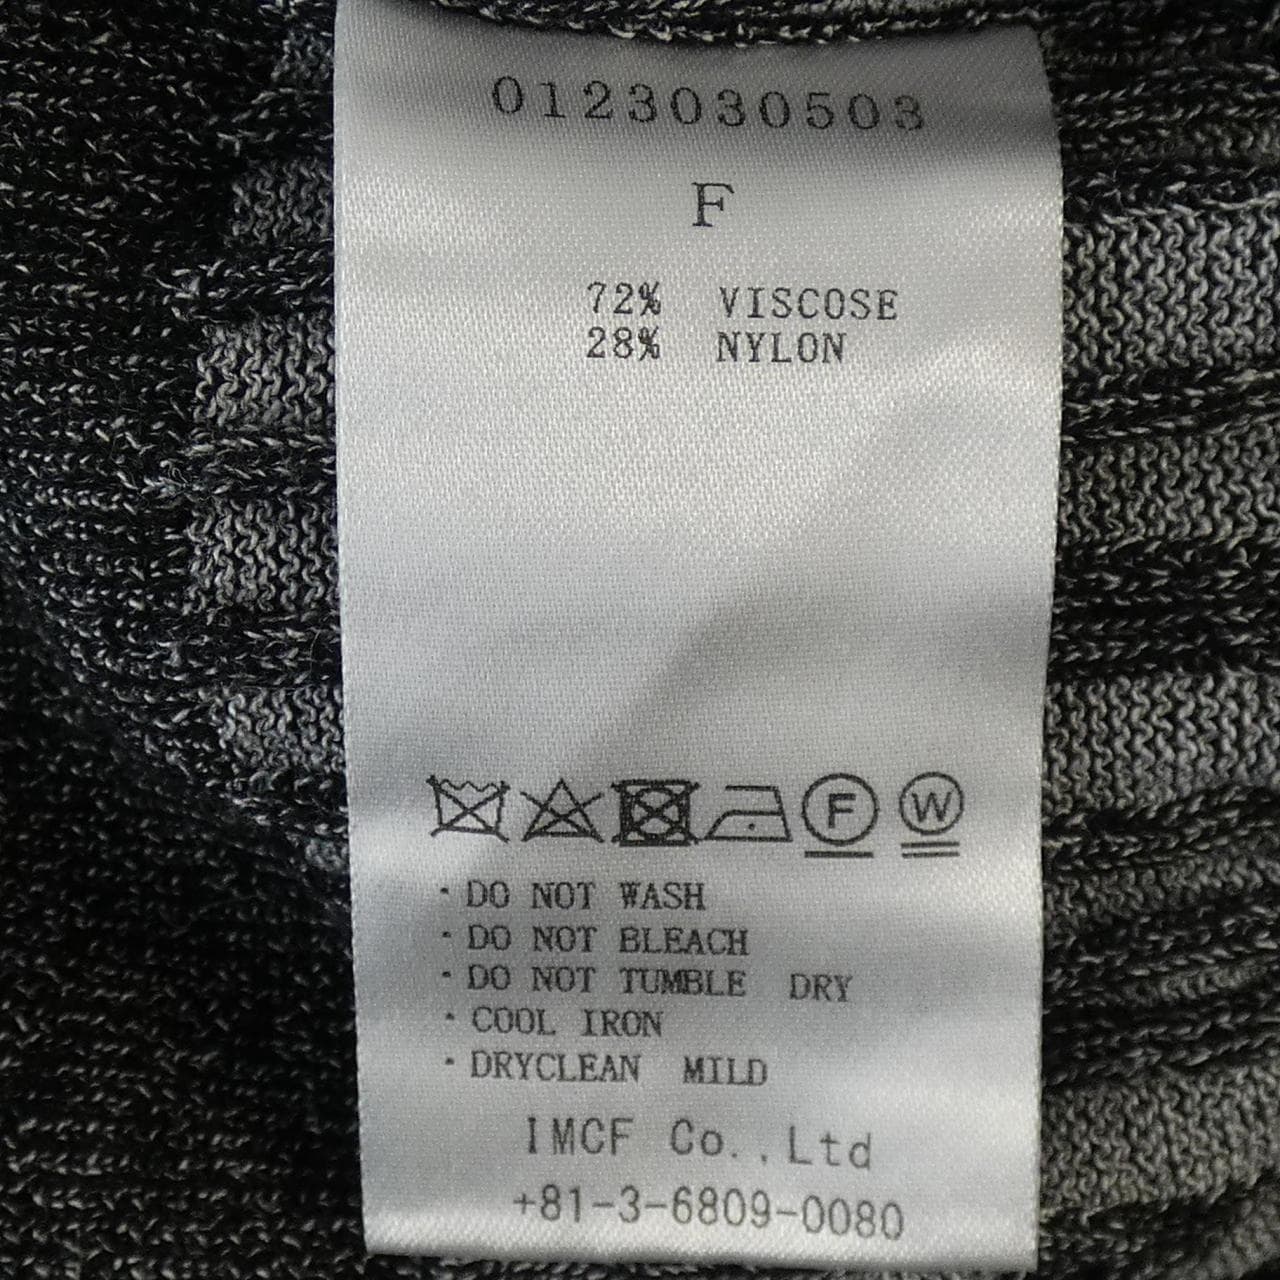 0123030503
F
72% VISCOSE
28% NYLON
F W
・DO NOT WASH
・DO NOT BLEACH
・DO NOT TUMBLE DRY
・COOL IRON
・DRYCLEAN MILD
IMCF Co.,Ltd
+81-3-6809-0080